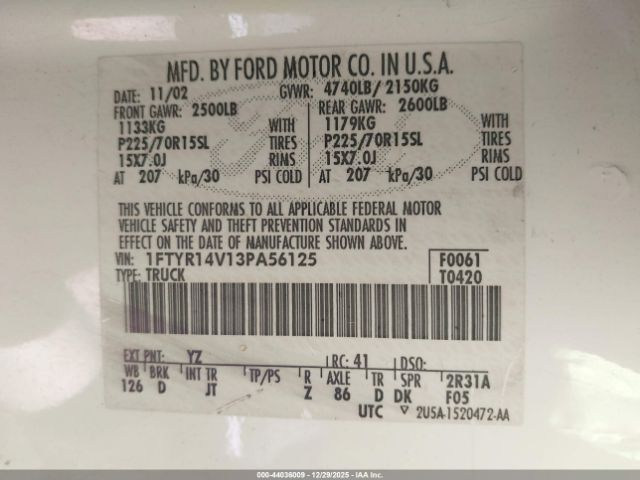 MFD. BY FORD MOTOR CO. IN U.S.A.
DATE: 11/02 GVWR: 4740LB/ 2150KG
FRONT GAWR: 2500LB REAR GAWR: 2600LB
1133KG WITH 1179KG WITH
P225/70R15SL TIRES P225/70R15SL TIRES
15X7.0J RIMS 15X7.0J RIMS
AT 207 kPa/30 PSI COLD AT 207 kPa/30 PSI COLD
THIS VEHICLE CONFORMS TO ALL APPLICABLE FEDERAL MOTOR
VEHICLE SAFETY AND THEFT PREVENTION STANDARDS IN
EFFECT ON THE DATE OF MANUFACTURE SHOWN ABOVE.
VIN: 1FTYR14V13PA56125 F0061
TYPE: TRUCK T0420
EXT PNT: YZ RC: 41 DSO:
WB BRK INT TR TP/PS R AXLE TR SPR 2R31A
126 D JT Z 86 D DK F05
UTC 2U5A-1520472-AA
000-44036009 - 12/29/2025 - IAA Inc.